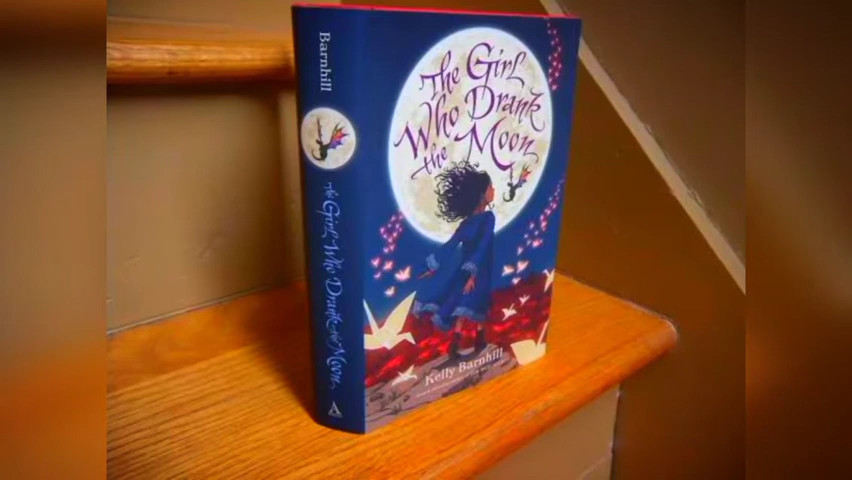 Barnhill
The Girl Who Drank the Moon
The Girl
Who Drank
the Moon
Kelly Barnhill